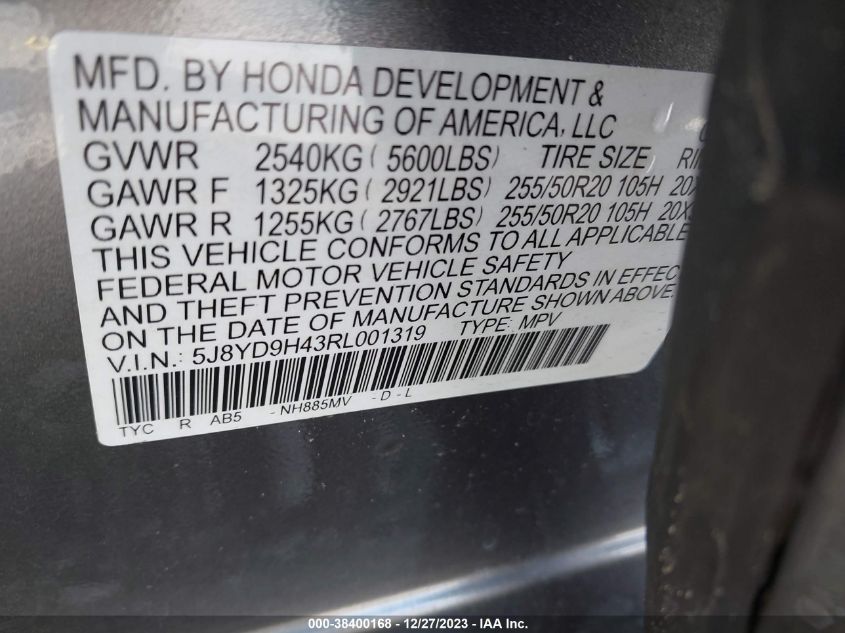 MFD. BY HONDA DEVELOPMENT &
MANUFACTURING OF AMERICA, LLC
GVWR 2540KG ( 5600LBS) TIRE SIZE
GAWR F 1325KG ( 2921LBS) 255/50R20 105H
GAWR R 1255KG ( 2767LBS) 255/50R20 105H
THIS VEHICLE CONFORMS TO ALL APPLICABLE
FEDERAL MOTOR VEHICLE SAFETY
AND THEFT PREVENTION STANDARDS IN EFFEC
ON THE DATE OF MANUFACTURE SHOWN ABOVE.
V.I.N.: 5J8YD9H43RL001319 TYPE: MPV
TYC R AB5 - NH885MV - D - L
000-38400168 - 12/27/2023 - IAA Inc.